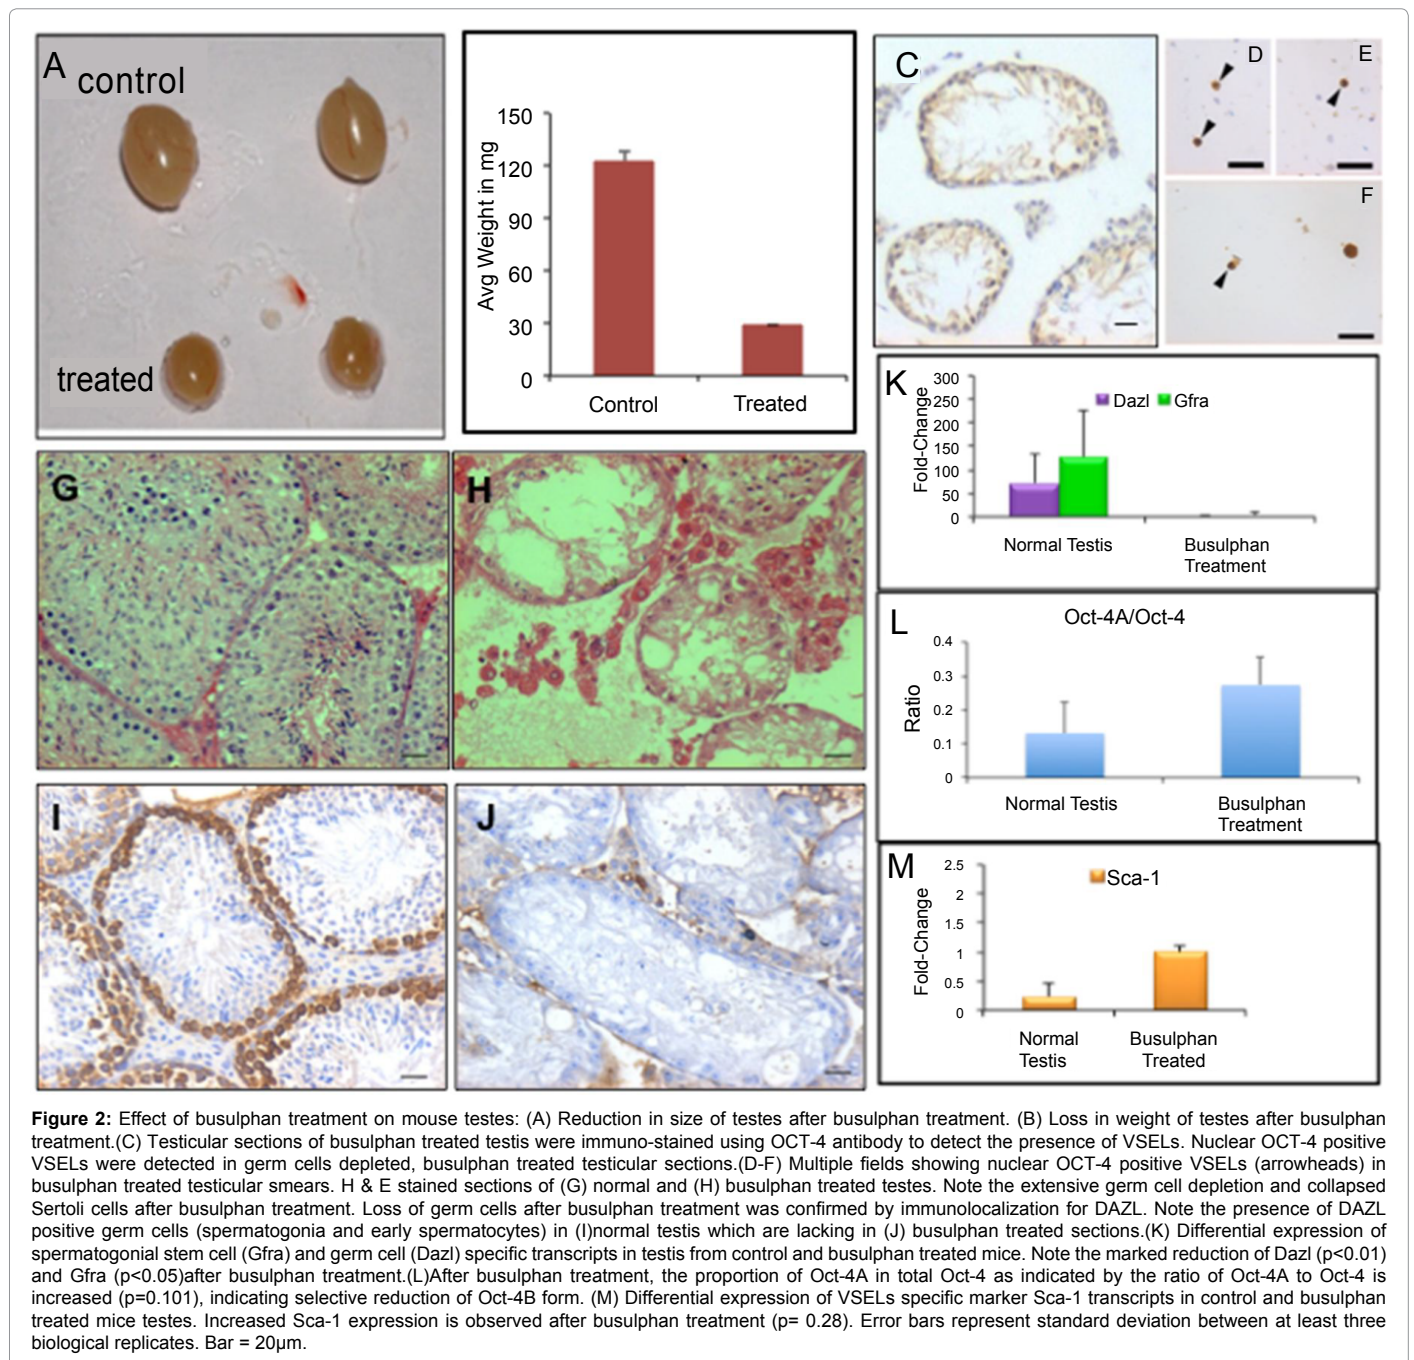 A control
treated
150
120
90
60
30
0
Avg Weight in mg
Control Treated
C
D
E
F
G
H
I
J
K
300
250
200
150
100
50
0
Fold-Change
Dazl Gfra
Normal Testis Busulphan
Treatment
L
Oct-4A/Oct-4
0.4
0.3
0.2
0.1
0
Ratio
Normal Testis Busulphan
Treatment
M
2.5
2
1.5
1
0.5
0
Fold-Change
Sca-1
Normal Busulphan
Testis Treated
Figure 2: Effect of busulphan treatment on mouse testes: (A) Reduction in size of testes after busulphan treatment. (B) Loss in weight of testes after busulphan
treatment.(C) Testicular sections of busulphan treated testis were immuno-stained using OCT-4 antibody to detect the presence of VSELs. Nuclear OCT-4 positive
VSELs were detected in germ cells depleted, busulphan treated testicular sections.(D-F) Multiple fields showing nuclear OCT-4 positive VSELs (arrowheads) in
busulphan treated testicular smears. H & E stained sections of (G) normal and (H) busulphan treated testes. Note the extensive germ cell depletion and collapsed
Sertoli cells after busulphan treatment. Loss of germ cells after busulphan treatment was confirmed by immunolocalization for DAZL. Note the presence of DAZL
positive germ cells (spermatogonia and early spermatocytes) in (I)normal testis which are lacking in (J) busulphan treated sections.(K) Differential expression of
spermatogonial stem cell (Gfra) and germ cell (Dazl) specific transcripts in testis from control and busulphan treated mice. Note the marked reduction of Dazl (p<0.01)
and Gfra (p<0.05)after busulphan treatment.(L)After busulphan treatment, the proportion of Oct-4A in total Oct-4 as indicated by the ratio of Oct-4A to Oct-4 is
increased (p=0.101), indicating selective reduction of Oct-4B form. (M) Differential expression of VSELs specific marker Sca-1 transcripts in control and busulphan
treated mice testes. Increased Sca-1 expression is observed after busulphan treatment (p= 0.28). Error bars represent standard deviation between at least three
biological replicates. Bar = 20µm.